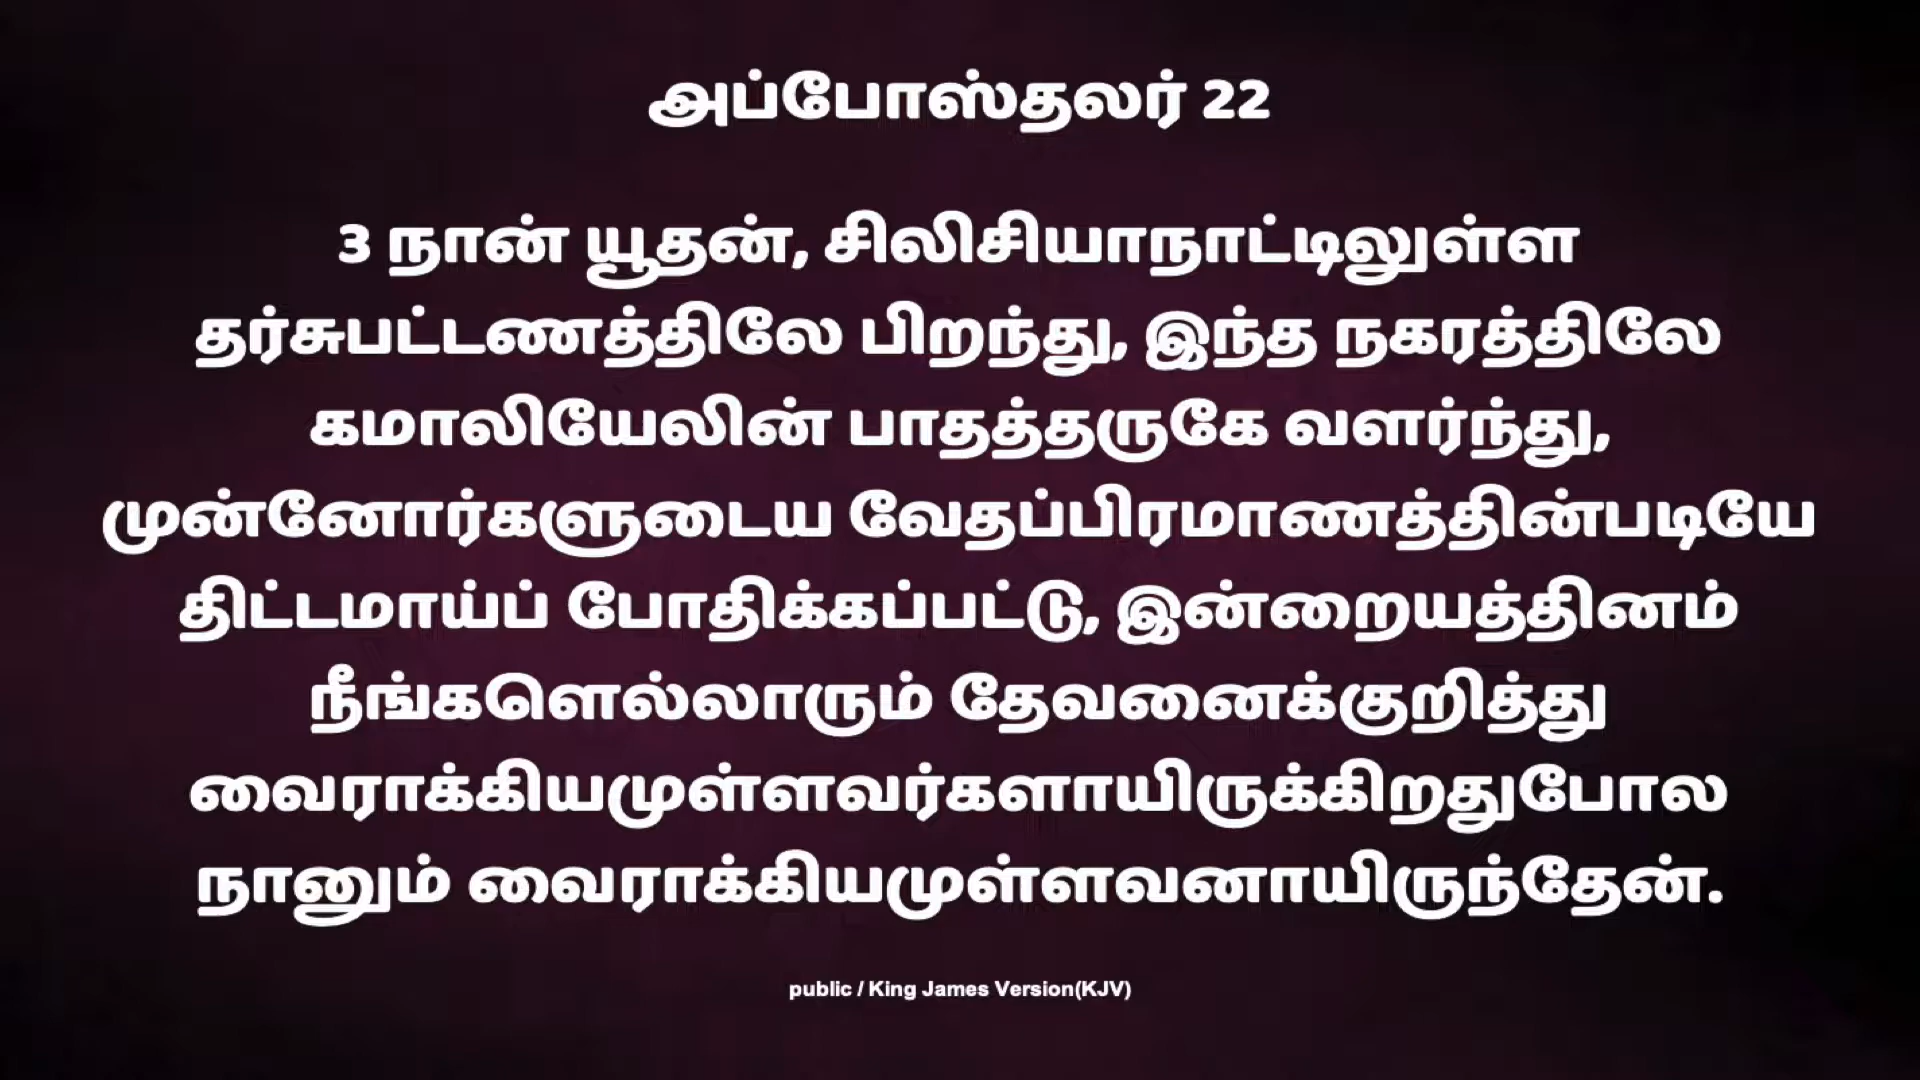 அப்போஸ்தலர் 22
3 நான் யூதன், சிலிசியாநாட்டிலுள்ள
தர்சுபட்டணத்திலே பிறந்து, இந்த நகரத்திலே
கமாலியேலின் பாதத்தருகே வளர்ந்து,
முன்னோர்களுடைய வேதப்பிரமாணத்தின்படியே
திட்டமாய்ப் போதிக்கப்பட்டு, இன்றையத்தினம்
நீங்களெல்லாரும் தேவனைக்குறித்து
வைராக்கியமுள்ளவர்களாயிருக்கிறதுபோல
நானும் வைராக்கியமுள்ளவனாயிருந்தேன்.
public / King James Version(KJV)